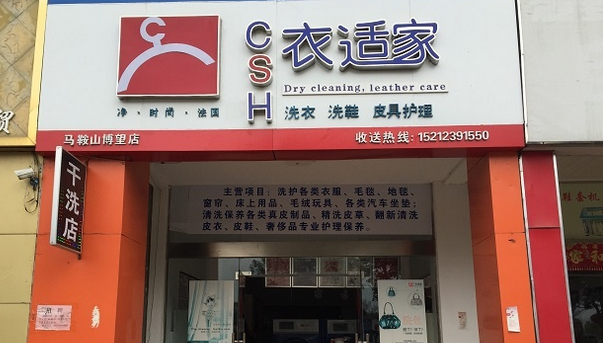 CSH
衣适家
Dry cleaning, leather care
净·时尚·法国
洗衣 洗鞋 皮具护理
马鞍山博望店
收送热线: 15212391550
干洗店
主营项目:洗护各类衣服、毛毯、地毯、
窗帘、床上用品、毛绒玩具、各类汽车坐垫;
清洗保养各类真皮制品、精洗皮草、翻新清洗
皮衣、皮鞋、奢侈品专业护理保养。